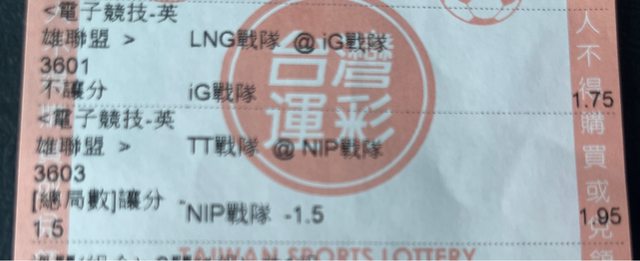 <電子競技-英
雄聯盟 > LNG戰隊 @ iG戰隊
3601
不讓分 iG戰隊 1.75
<電子競技-英
雄聯盟 > TT戰隊 @ NIP戰隊
3603
[總局數]讓分 NIP戰隊 -1.5 1.95
1.5
台灣
運彩
TAIWAN SPORTS LOTTERY
人不得購買或兌領